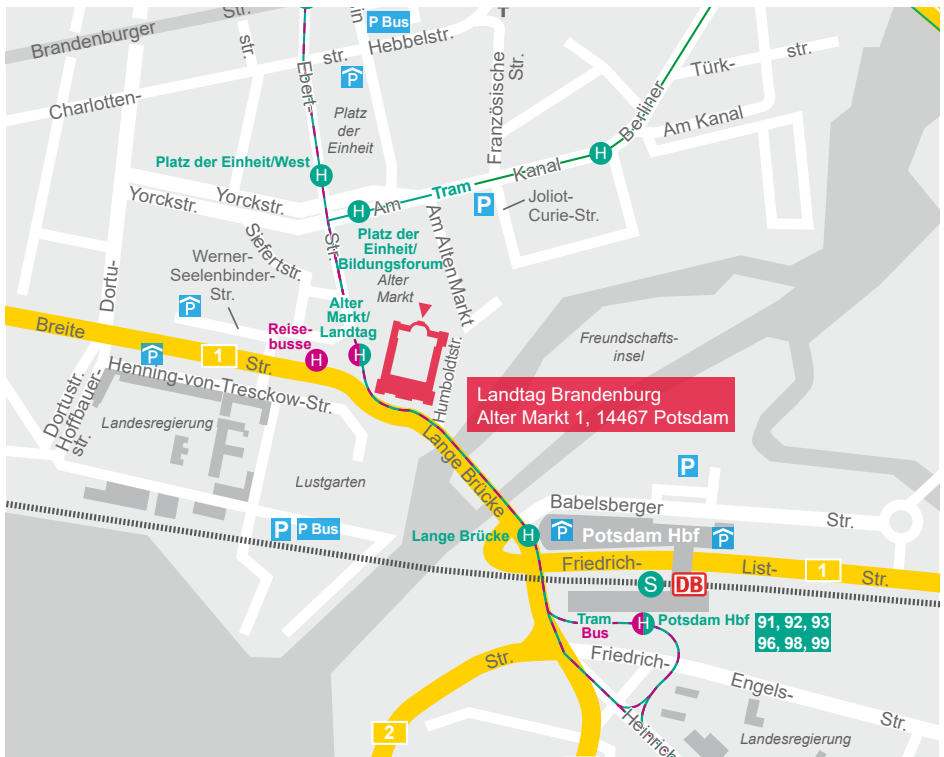 Str.
in
P Bus
Brandenburger
str.
Hebbelstr.
str.
Ebert-
P
Charlotten-
Platz
der
Einheit
Französische
Str.
Türk-
str.
Berliner
Am Kanal
Platz der Einheit/West
H
H
Kanal
Tram
Yorckstr.
Yorckstr.
H
Am
P
Joliot-
Curie-Str.
Siefertstr.
Str.
Platz der
Einheit/
Bildungsforum
Am Alten Markt
Werner-
Seelenbinder-
Str.
Alter
Markt
Dortu-
P
Alter
Markt/
Landtag
Breite
1
Str.
Reise-
busse
H
H
Freundschafts-
insel
P
Henning-von-Tresckow-Str.
Humboldtstr.
Landtag Brandenburg
Alter Markt 1, 14467 Potsdam
Dortustr.
Hoffbauer-
str.
Landesregierung
Lange Brücke
Lustgarten
P
Babelsberger
Str.
P
P Bus
Lange Brücke
H
P
Potsdam Hbf
P
Friedrich-
List-
1
Str.
S
DB
Tram
Bus
H
Potsdam Hbf
91, 92, 93
96, 98, 99
Str.
Friedrich-
Engels-
Str.
2
Heinrich-
Landesregierung